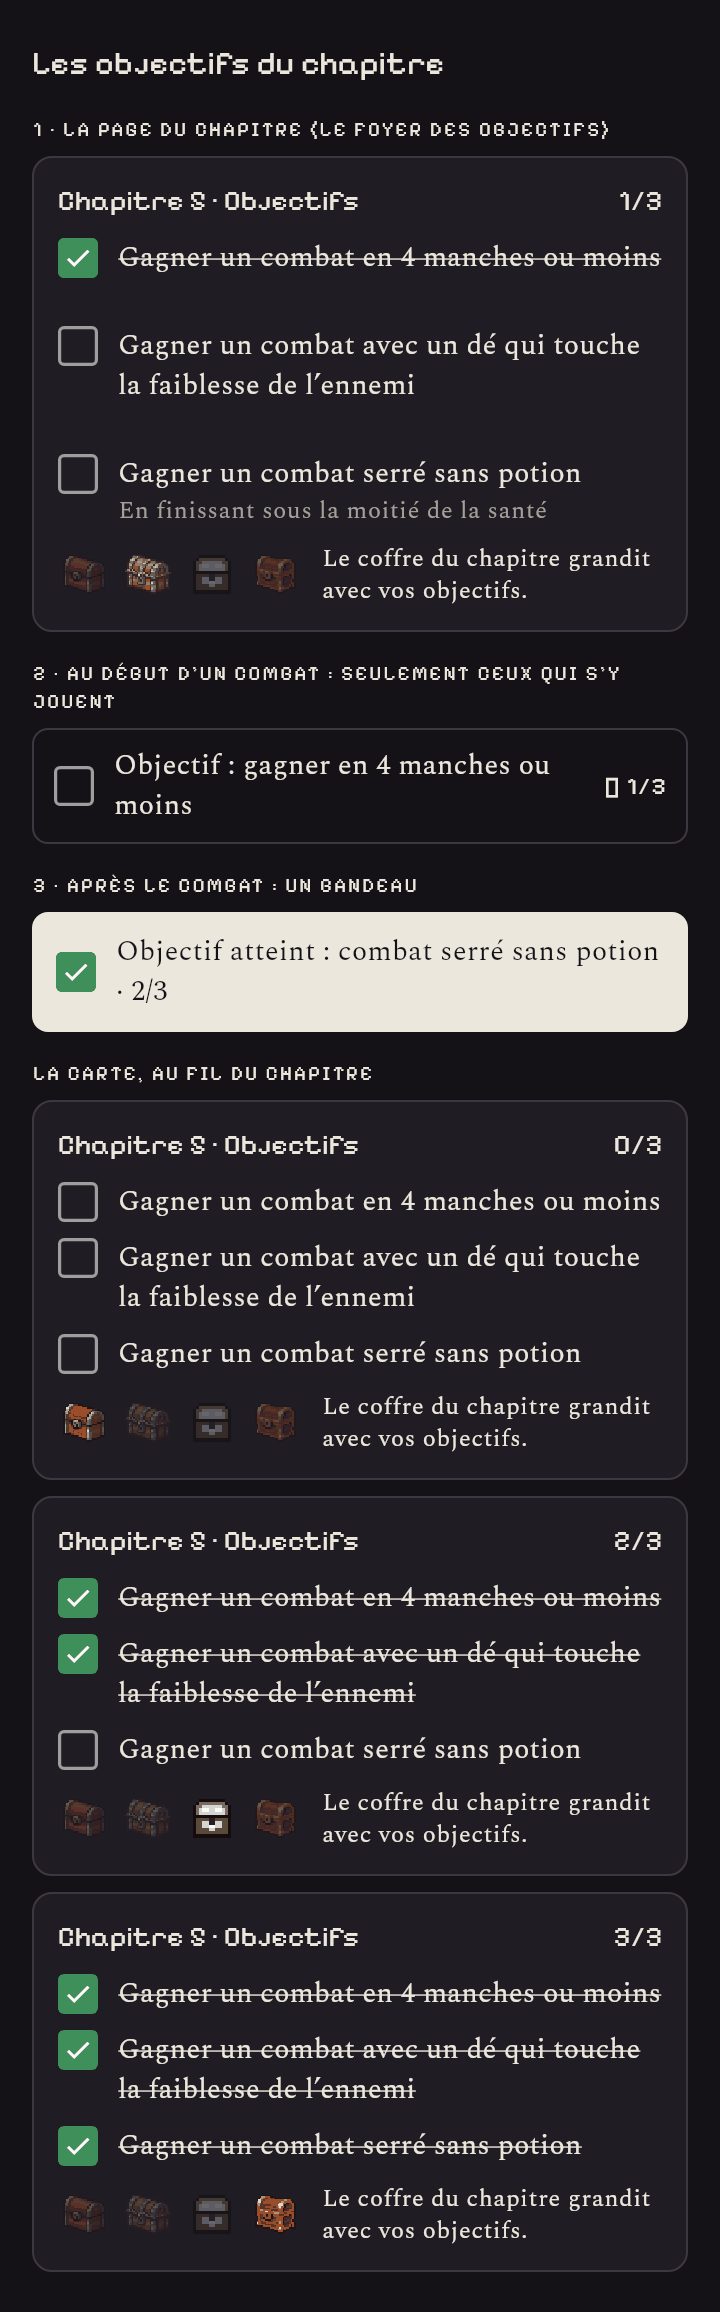 Les objectifs du chapitre
1 · LA PAGE DU CHAPITRE (LE FOYER DES OBJECTIFS)
Chapitre 8 · Objectifs 1/3
Gagner un combat en 4 manches ou moins
Gagner un combat avec un dé qui touche
la faiblesse de l'ennemi
Gagner un combat serré sans potion
En finissant sous la moitié de la santé
Le coffre du chapitre grandit
avec vos objectifs.
2 · AU DÉBUT D'UN COMBAT : SEULEMENT CEUX QUI S'Y
JOUENT
Objectif : gagner en 4 manches ou
moins
▯ 1/3
3 · APRÈS LE COMBAT : UN BANDEAU
Objectif atteint : combat serré sans potion
· 2/3
LA CARTE, AU FIL DU CHAPITRE
Chapitre 8 · Objectifs 0/3
Gagner un combat en 4 manches ou moins
Gagner un combat avec un dé qui touche
la faiblesse de l'ennemi
Gagner un combat serré sans potion
Le coffre du chapitre grandit
avec vos objectifs.
Chapitre 8 · Objectifs 2/3
Gagner un combat en 4 manches ou moins
Gagner un combat avec un dé qui touche
la faiblesse de l'ennemi
Gagner un combat serré sans potion
Le coffre du chapitre grandit
avec vos objectifs.
Chapitre 8 · Objectifs 3/3
Gagner un combat en 4 manches ou moins
Gagner un combat avec un dé qui touche
la faiblesse de l'ennemi
Gagner un combat serré sans potion
Le coffre du chapitre grandit
avec vos objectifs.